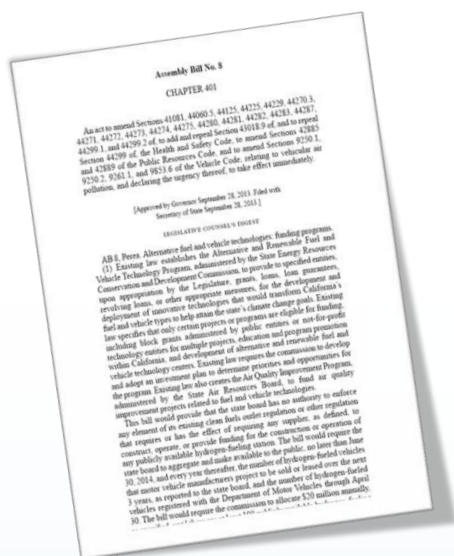 Assembly Bill No. 8
CHAPTER 401
An act to amend Sections 41081, 44060.5, 44125, 44225, 44229, 44270.3,
44271, 44272, 44273, 44274, 44275, 44280, 44281, 44282, 44283, 44287,
44299.1, and 44299.2 of, to add and repeal Section 43018.9 of, and to repeal
Section 44299 of, the Health and Safety Code, to amend Sections 42885
and 42889 of the Public Resources Code, and to amend Sections 9250.1,
9250.2, 9261.1, and 9853.6 of the Vehicle Code, relating to vehicular air
pollution, and declaring the urgency thereof, to take effect immediately.
[Approved by Governor September 28, 2013. Filed with
Secretary of State September 28, 2013.]
LEGISLATIVE COUNSEL'S DIGEST
AB 8, Perea. Alternative fuel and vehicle technologies: funding programs.
(1) Existing law establishes the Alternative and Renewable Fuel and
Vehicle Technology Program, administered by the State Energy Resources
Conservation and Development Commission, to provide to specified entities,
upon appropriation by the Legislature, grants, loans, loan guarantees,
revolving loans, or other appropriate measures, for the development and
deployment of innovative technologies that would transform California's
fuel and vehicle types to help attain the state's climate change goals. Existing
law specifies that only certain projects or programs are eligible for funding,
including block grants administered by public entities or not-for-profit
technology entities for multiple projects, education and program promotion
within California, and development of alternative and renewable fuel and
vehicle technology centers. Existing law requires the commission to develop
and adopt an investment plan to determine priorities and opportunities for
the program. Existing law also creates the Air Quality Improvement Program,
administered by the State Air Resources Board, to fund air quality
improvement projects related to fuel and vehicle technologies.
This bill would provide that the state board has no authority to enforce
any element of its existing clean fuels outlet regulation or other regulation
that requires or has the effect of requiring any supplier, as defined, to
construct, operate, or provide funding for the construction or operation of
any publicly available hydrogen-fueling station. The bill would require the
state board to aggregate and make available to the public, no later than June
30, 2014, and every year thereafter, the number of hydrogen-fueled vehicles
that motor vehicle manufacturers project to be sold or leased over the next
3 years, as reported to the state board, and the number of hydrogen-fueled
vehicles registered with the Department of Motor Vehicles through April
30. The bill would require the commission to allocate $20 million annually,